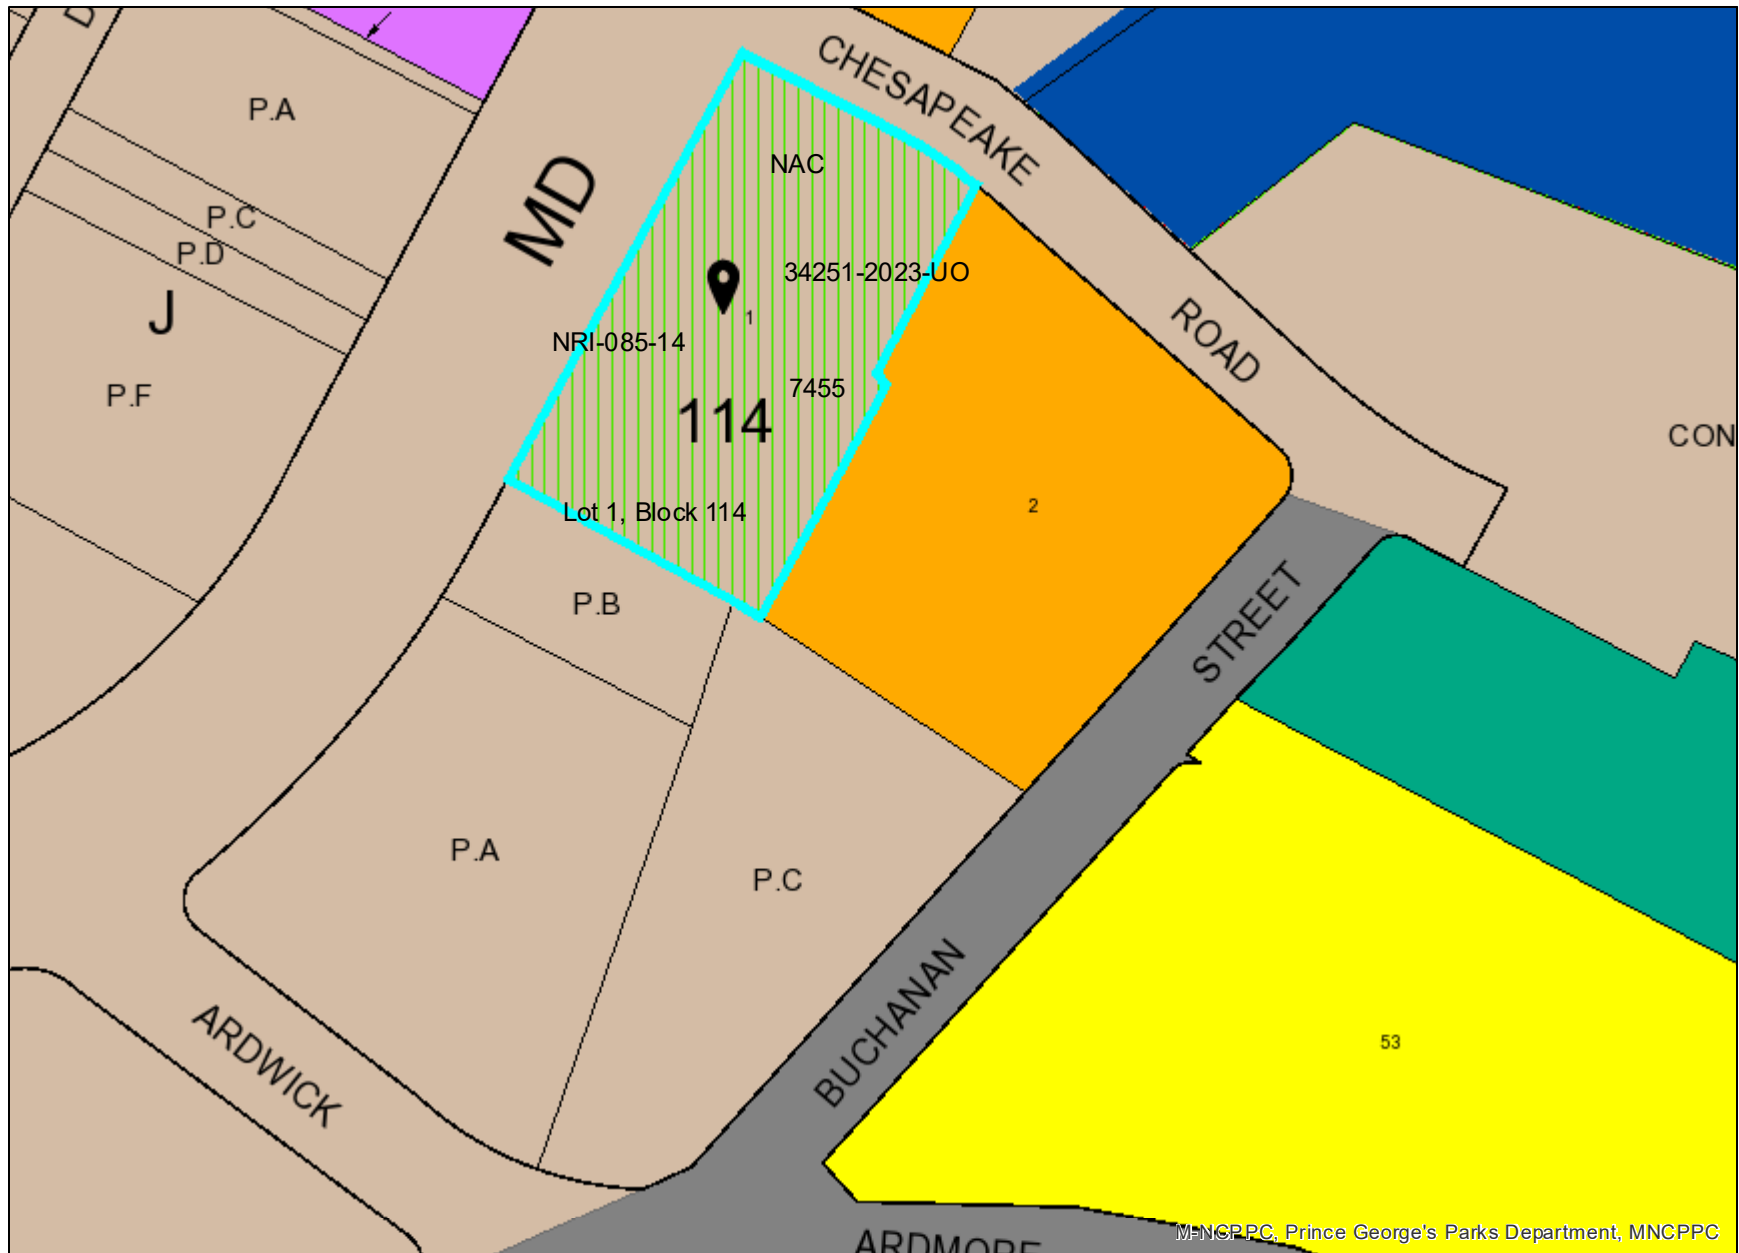 D
P.A
CHESAPEAKE
NAC
MD
P.C
P.D
34251-2023-UO
J
1
ROAD
NRI-085-14
P.F
7455
114
CON
2
Lot 1, Block 114
P.B
STREET
P.A
P.C
BUCHANAN
53
ARDWICK
ARDMORE
M-NCPPC, Prince George's Parks Department, MNCPPC